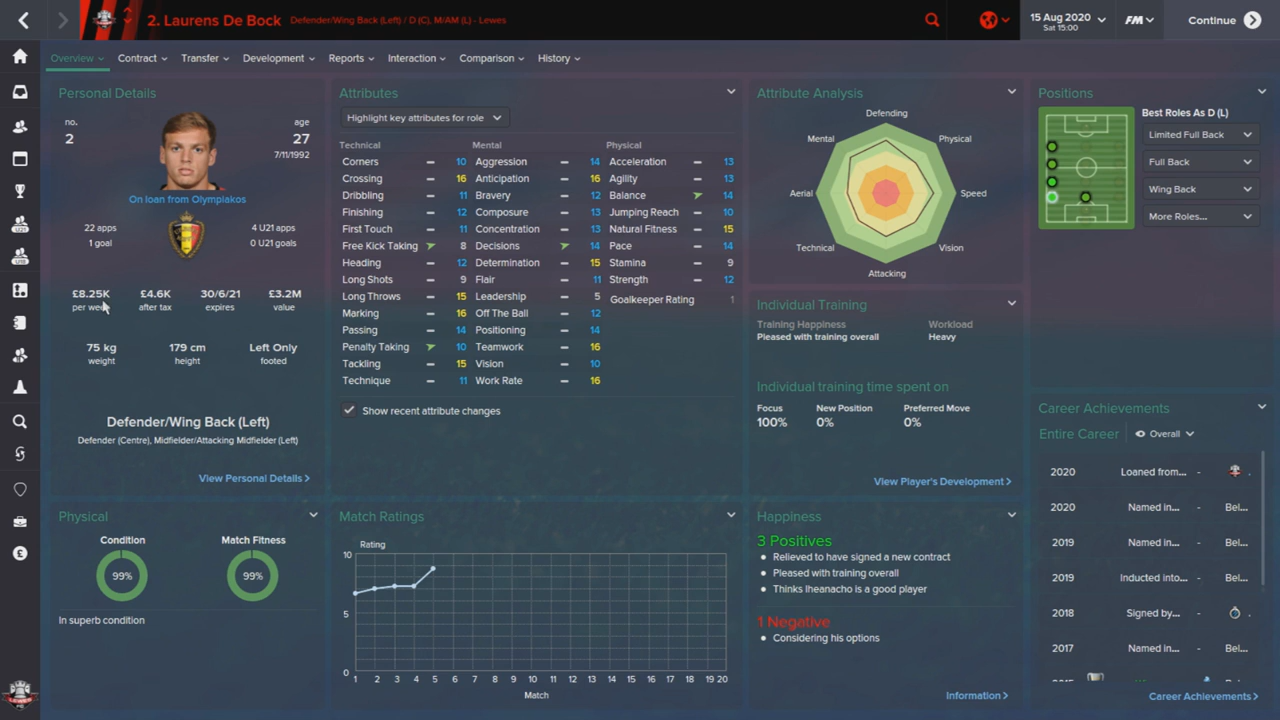 2. Laurens De Bock Defender/Wing Back (Left) / D (C), M/AM (L) - Lewes
15 Aug 2020
Sat 15:00
FM
Continue
Overview Contract Transfer Development Reports Interaction Comparison History
Personal Details
no.
2
age
27
7/11/1992
On loan from Olympiakos
22 apps
1 goal
4 U21 apps
0 U21 goals
£8.25K
per week
£4.6K
after tax
30/6/21
expires
£3.2M
value
75 kg
weight
179 cm
height
Left Only
footed
Defender/Wing Back (Left)
Defender (Centre), Midfielder/Attacking Midfielder (Left)
View Personal Details >
Attributes
Highlight key attributes for role
Technical Mental Physical
Corners - 10 Aggression - 14 Acceleration - 13
Crossing - 16 Anticipation - 16 Agility - 13
Dribbling - 11 Bravery - 12 Balance 14
Finishing - 12 Composure - 13 Jumping Reach - 10
First Touch - 11 Concentration - 13 Natural Fitness - 15
Free Kick Taking 8 Decisions 14 Pace - 14
Heading - 12 Determination - 15 Stamina - 9
Long Shots - 9 Flair - 11 Strength - 12
Long Throws - 15 Leadership - 5 Goalkeeper Rating 1
Marking - 16 Off The Ball - 12
Passing - 14 Positioning - 14
Penalty Taking 10 Teamwork - 16
Tackling - 15 Vision - 10
Technique - 11 Work Rate - 16
Show recent attribute changes
Attribute Analysis
Defending
Mental
Physical
Aerial
Speed
Technical
Vision
Attacking
Individual Training
Training Happiness
Pleased with training overall
Workload
Heavy
Individual training time spent on
Focus New Position Preferred Move
100% 0% 0%
View Player's Development >
Positions
Best Roles As D (L)
Limited Full Back
Full Back
Wing Back
More Roles...
Career Achievements
Entire Career Overall
2020 Loaned from... - .
2020 Named in... - Bel...
2019 Named in... - Bel...
2019 Inducted into... - Bel...
2018 Signed by... - .
2017 Named in... - Bel...
Career Achievements >
Physical
Condition Match Fitness
99% 99%
In superb condition
Match Ratings
Rating
10
5
0
1 2 3 4 5 6 7 8 9 10 11 12 13 14 15 16 17 18 19 20
Match
Happiness
3 Positives
• Relieved to have signed a new contract
• Pleased with training overall
• Thinks Iheanacho is a good player
1 Negative
• Considering his options
Information >